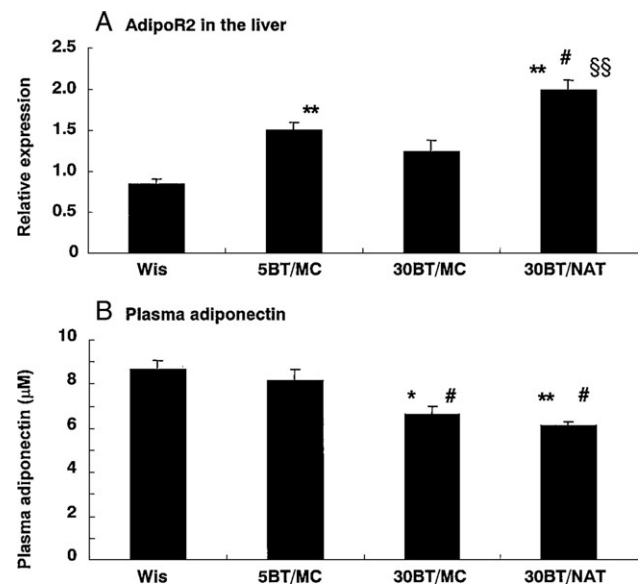 A AdipoR2 in the liver
Relative expression
2.5
2.0
1.5
1.0
0.5
0
** ** # §§
Wis 5BT/MC 30BT/MC 30BT/NAT
B Plasma adiponectin
Plasma adiponectin (μM)
10
8
6
4
2
0
* # ** #
Wis 5BT/MC 30BT/MC 30BT/NAT